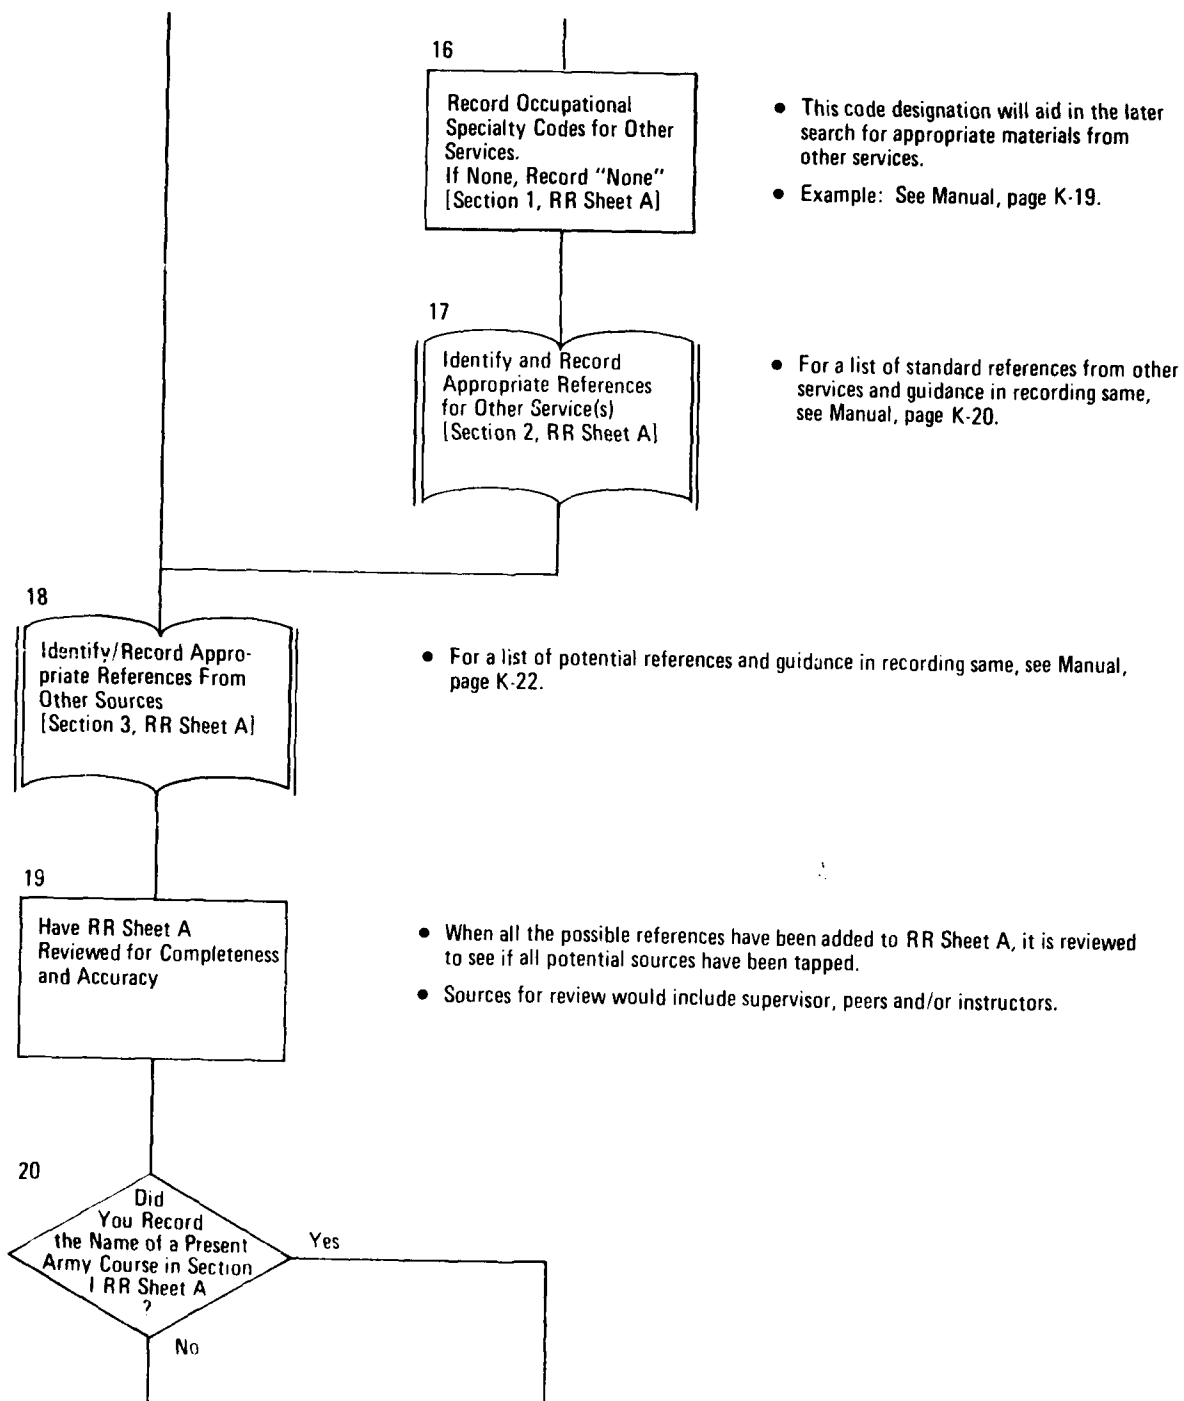 16
Record Occupational
Specialty Codes for Other
Services.
If None, Record "None"
[Section 1, RR Sheet A]
● This code designation will aid in the later
search for appropriate materials from
other services.
● Example: See Manual, page K-19.
17
Identify and Record
Appropriate References
for Other Service(s)
[Section 2, RR Sheet A]
● For a list of standard references from other
services and guidance in recording same,
see Manual, page K-20.
18
Identify/Record Appro-
priate References From
Other Sources
[Section 3, RR Sheet A]
● For a list of potential references and guidance in recording same, see Manual,
page K-22.
19
Have RR Sheet A
Reviewed for Completeness
and Accuracy
● When all the possible references have been added to RR Sheet A, it is reviewed
to see if all potential sources have been tapped.
● Sources for review would include supervisor, peers and/or instructors.
20
Did
You Record
the Name of a Present
Army Course in Section
I RR Sheet A
?
Yes
No